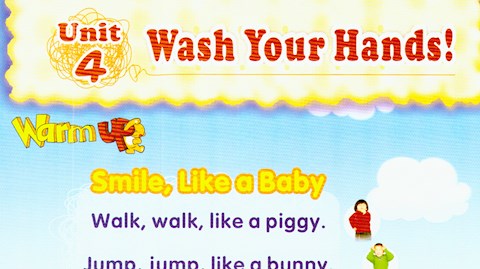 Unit
4
Wash Your Hands!
Warm up
Smile, Like a Baby
Walk, walk, like a piggy.
Jump, jump, like a bunny.